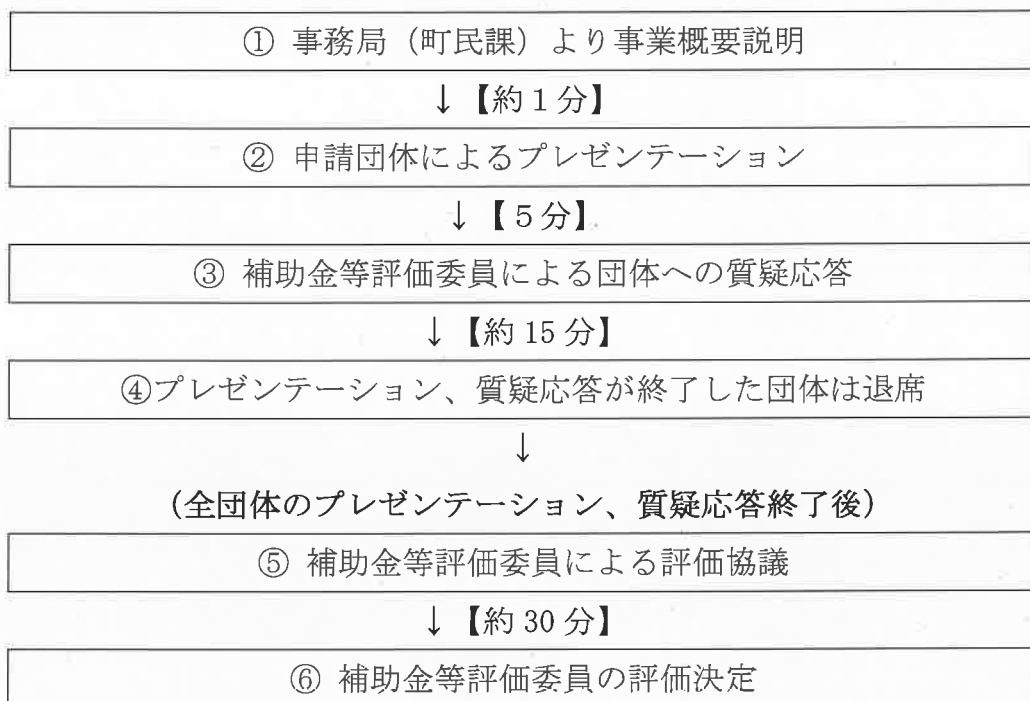 ① 事務局（町民課）より事業概要説明
↓【約１分】
② 申請団体によるプレゼンテーション
↓【５分】
③ 補助金等評価委員による団体への質疑応答
↓【約 15 分】
④プレゼンテーション、質疑応答が終了した団体は退席
↓
（全団体のプレゼンテーション、質疑応答終了後）
⑤ 補助金等評価委員による評価協議
↓【約 30 分】
⑥ 補助金等評価委員の評価決定